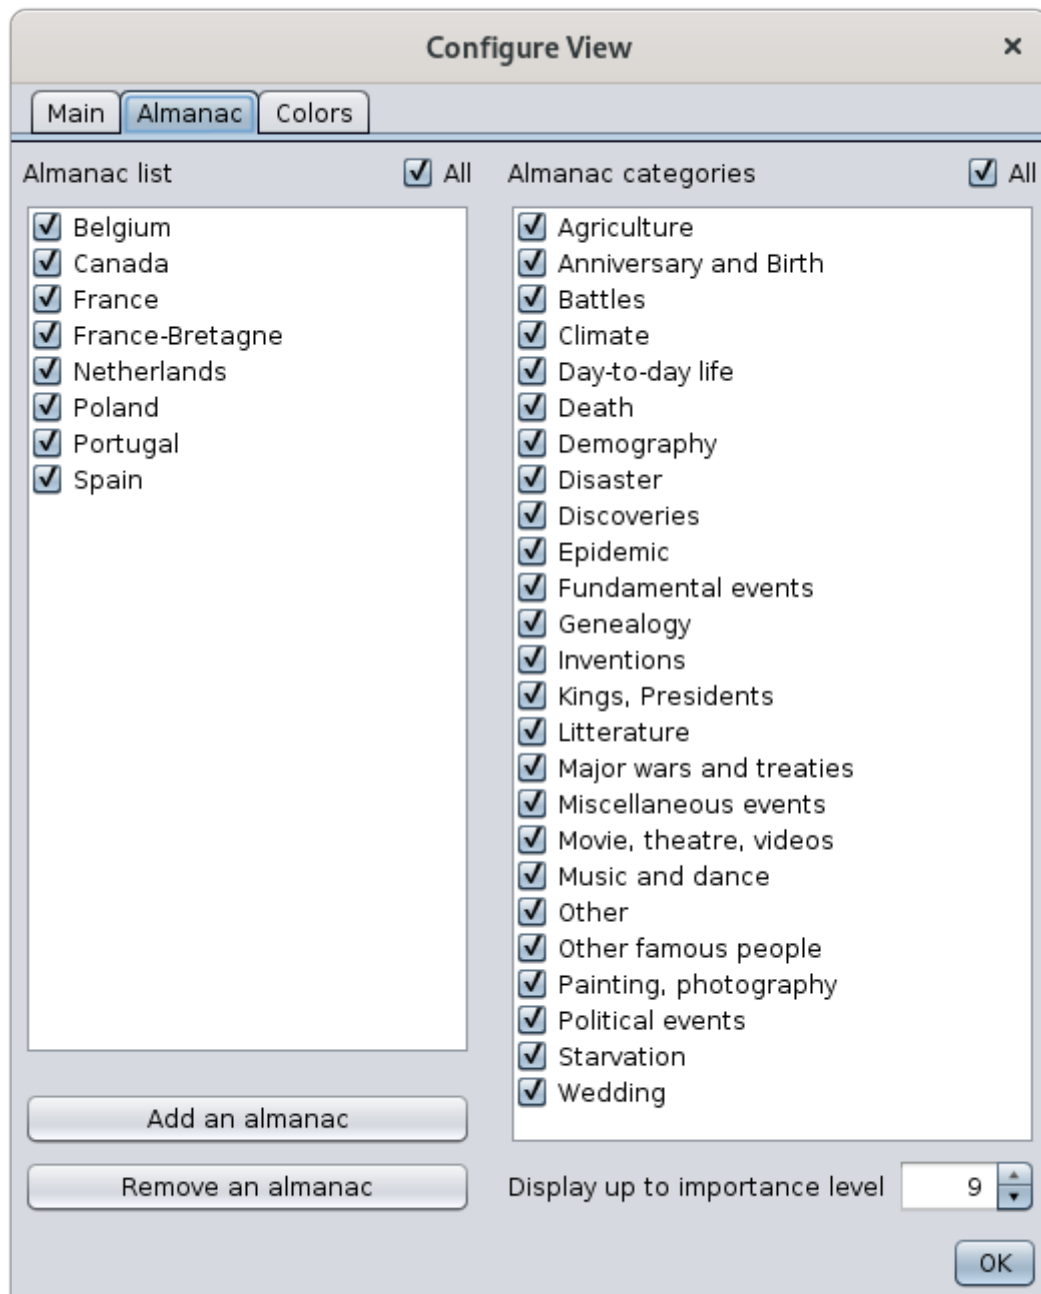 Configure View
Main Almanac Colors
Almanac list All
Belgium
Canada
France
France-Bretagne
Netherlands
Poland
Portugal
Spain
Add an almanac
Remove an almanac
Almanac categories All
Agriculture
Anniversary and Birth
Battles
Climate
Day-to-day life
Death
Demography
Disaster
Discoveries
Epidemic
Fundamental events
Genealogy
Inventions
Kings, Presidents
Litterature
Major wars and treaties
Miscellaneous events
Movie, theatre, videos
Music and dance
Other
Other famous people
Painting, photography
Political events
Starvation
Wedding
Display up to importance level 9
OK